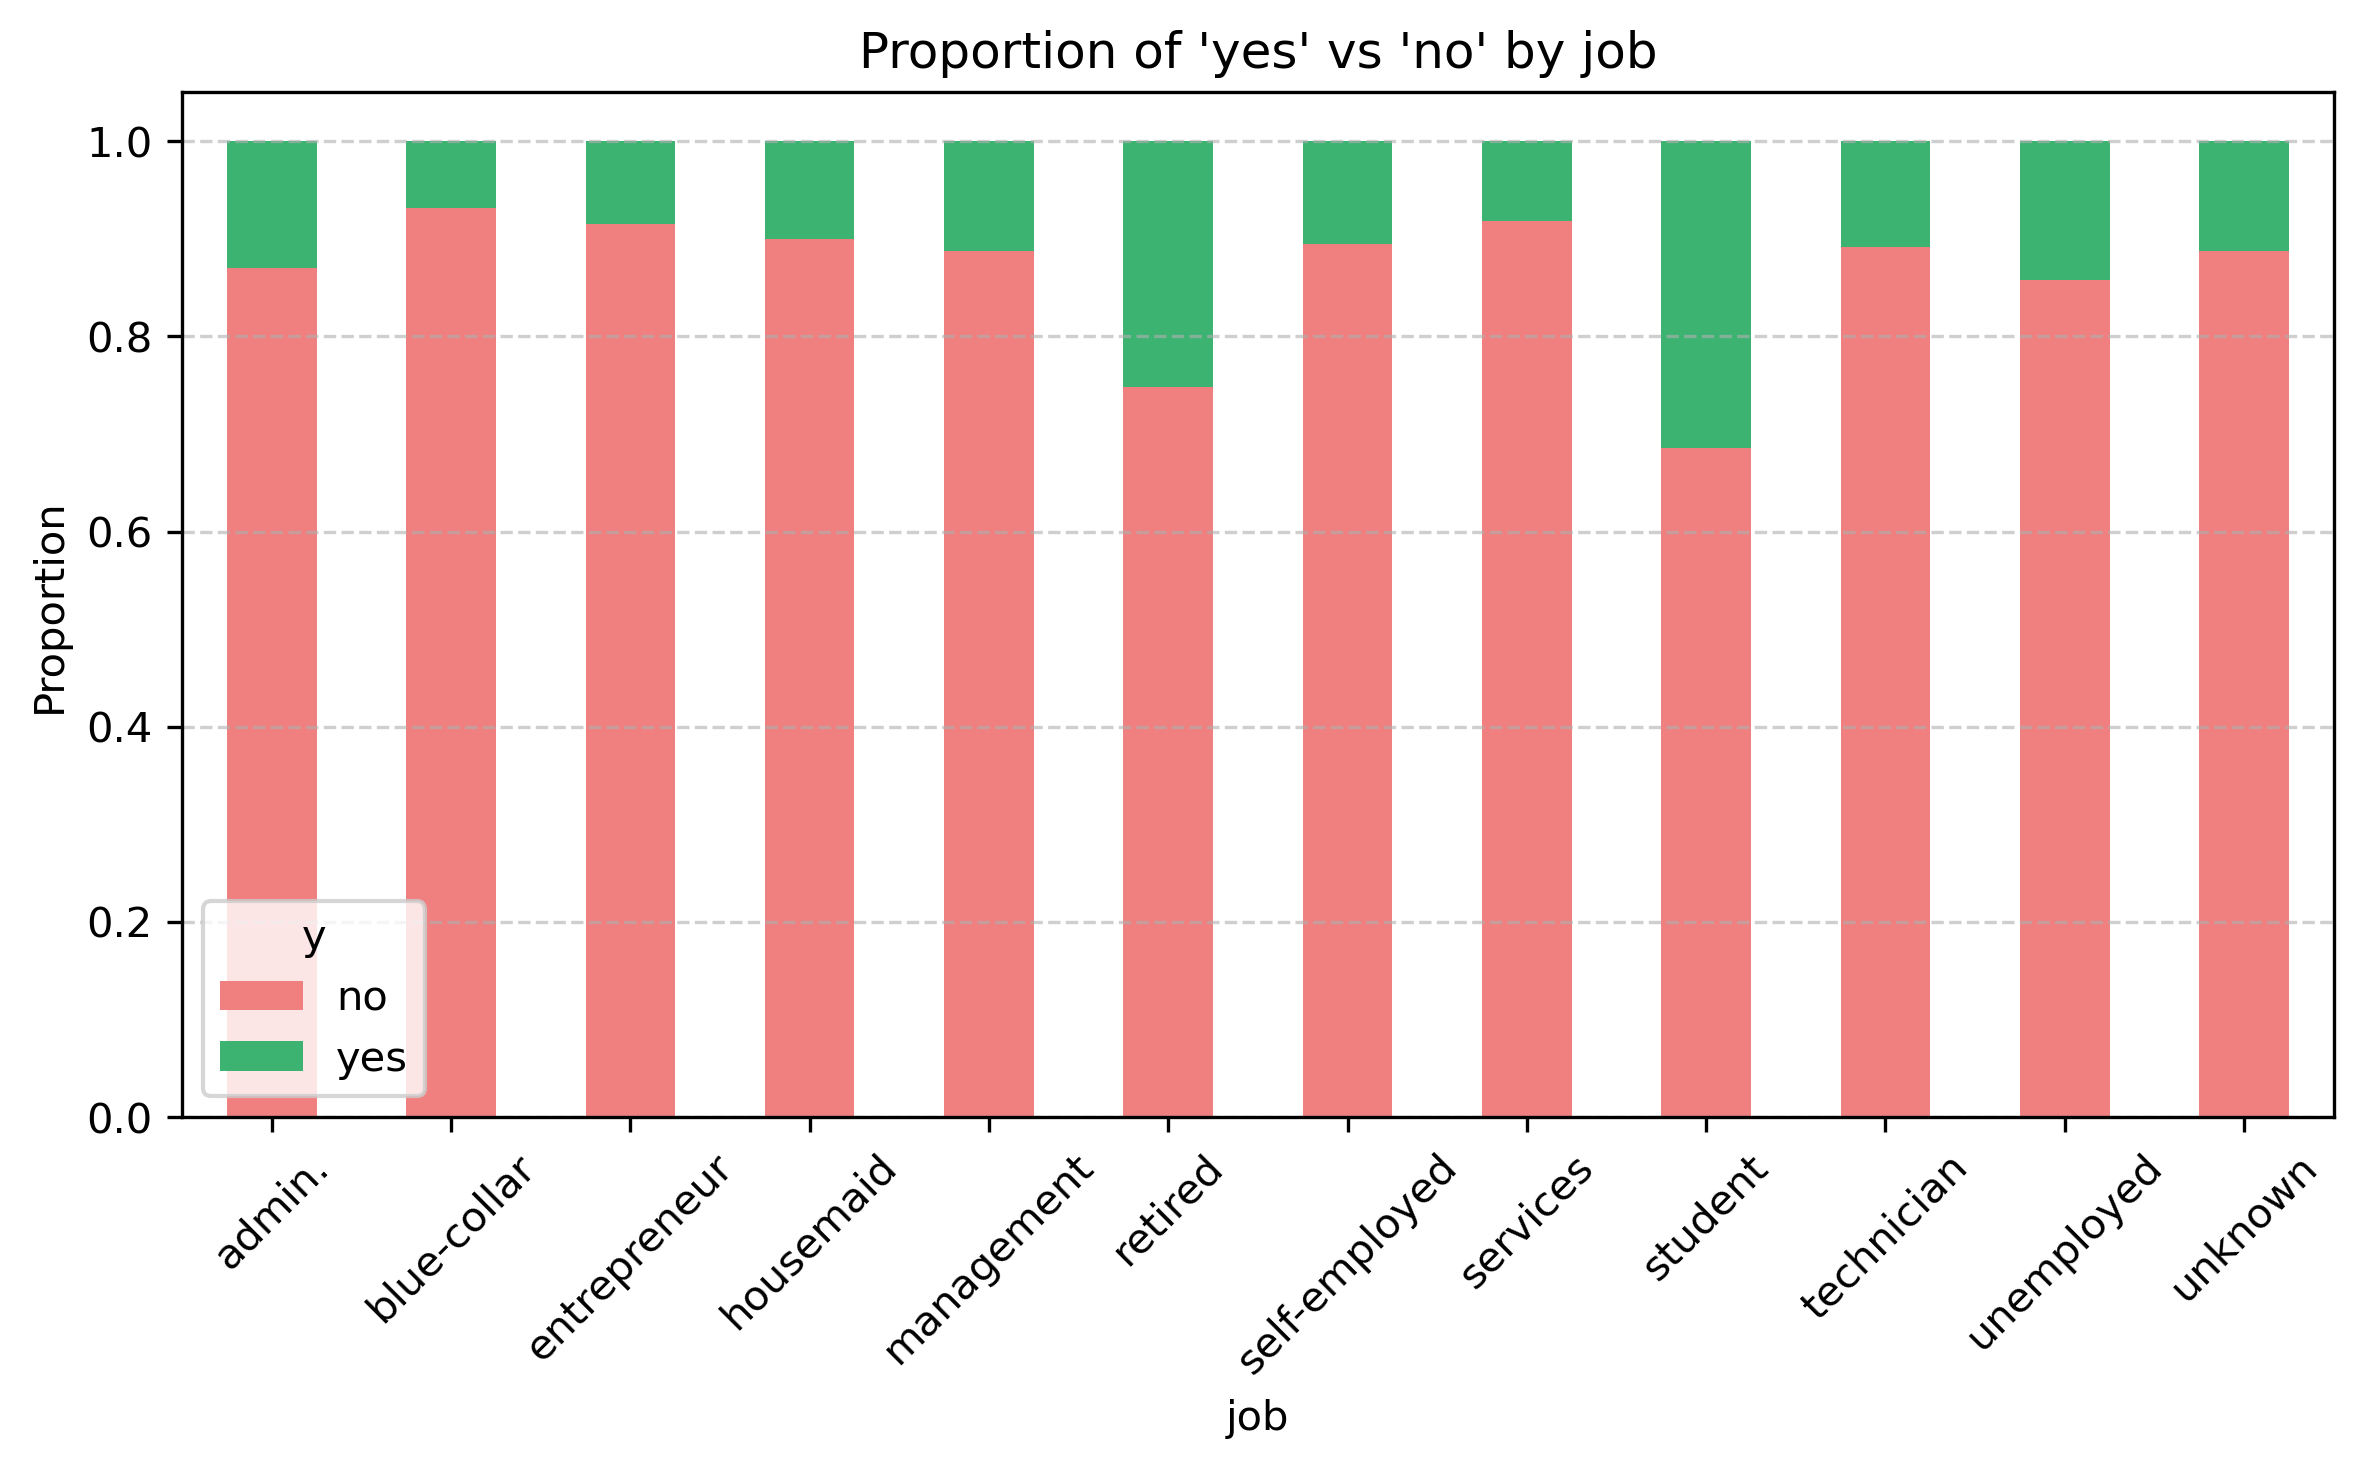 Proportion of 'yes' vs 'no' by job
Proportion
1.0
0.8
0.6
0.4
0.2
0.0
y
no
yes
admin.
blue-collar
entrepreneur
housemaid
management
retired
self-employed
services
student
technician
unemployed
unknown
job